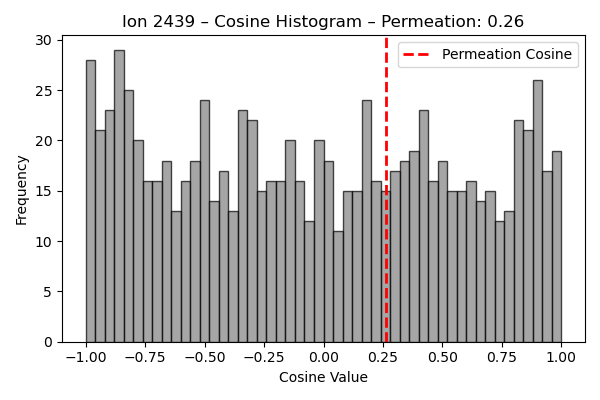 Ion 2439 – Cosine Histogram – Permeation: 0.26
Permeation Cosine
Frequency
30
25
20
15
10
5
0
−1.00 −0.75 −0.50 −0.25 0.00 0.25 0.50 0.75 1.00
Cosine Value